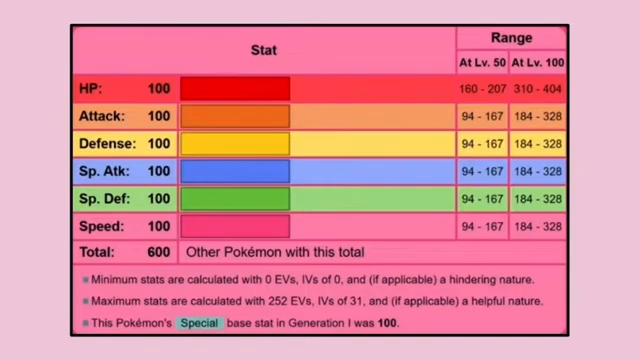 Stat Range
At Lv. 50 At Lv. 100
HP: 100 160 - 207 310 - 404
Attack: 100 94 - 167 184 - 328
Defense: 100 94 - 167 184 - 328
Sp. Atk: 100 94 - 167 184 - 328
Sp. Def: 100 94 - 167 184 - 328
Speed: 100 94 - 167 184 - 328
Total: 600 Other Pokémon with this total
Minimum stats are calculated with 0 EVs, IVs of 0, and (if applicable) a hindering nature.
Maximum stats are calculated with 252 EVs, IVs of 31, and (if applicable) a helpful nature.
This Pokémon's Special base stat in Generation I was 100.